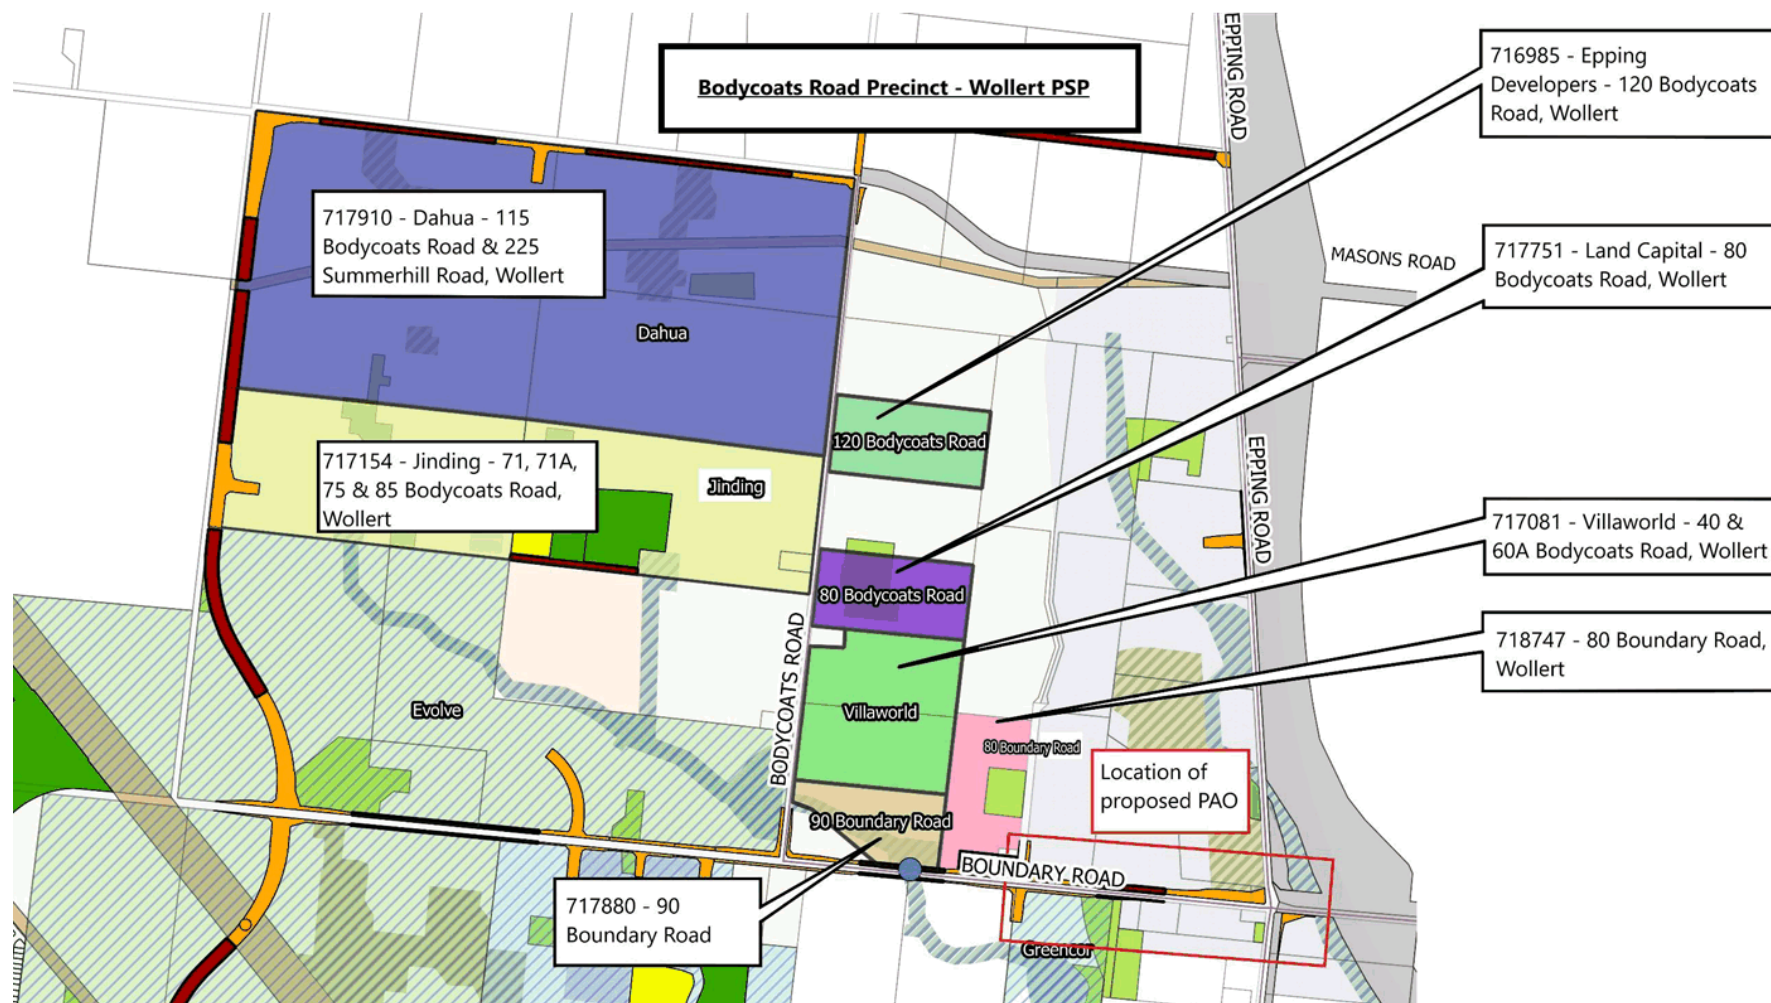 Bodycoats Road Precinct - Wollert PSP
EPPING ROAD
716985 - Epping
Developers - 120 Bodycoats
Road, Wollert
717910 - Dahua - 115
Bodycoats Road & 225
Summerhill Road, Wollert
717751 - Land Capital - 80
Bodycoats Road, Wollert
MASONS ROAD
Dahua
120 Bodycoats Road
717154 - Jinding - 71, 71A,
75 & 85 Bodycoats Road,
Wollert
Jinding
EPPING ROAD
717081 - Villaworld - 40 &
60A Bodycoats Road, Wollert
80 Bodycoats Road
718747 - 80 Boundary Road,
Wollert
BODYCOATS ROAD
Evolve
Villaworld
80 Boundary Road
Location of
proposed PAO
90 Boundary Road
BOUNDARY ROAD
717880 - 90
Boundary Road
Greencor